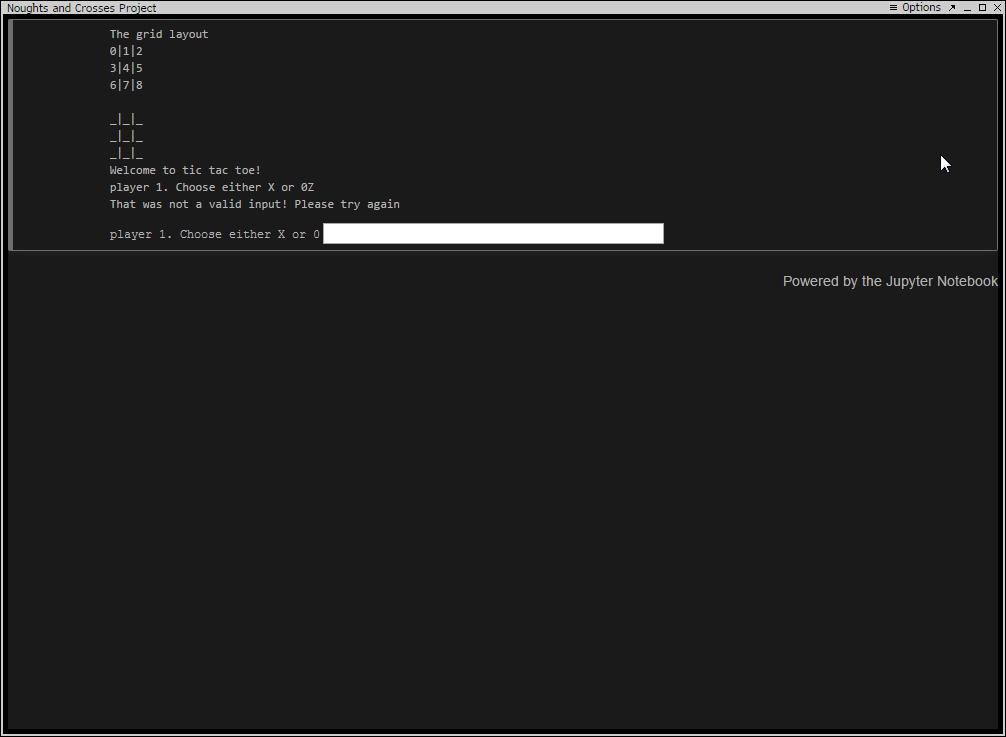 Noughts and Crosses Project
≡ Options
The grid layout
0|1|2
3|4|5
6|7|8
_|_|_
_|_|_
_|_|_
Welcome to tic tac toe!
player 1. Choose either X or 0Z
That was not a valid input! Please try again
player 1. Choose either X or 0
Powered by the Jupyter Notebook